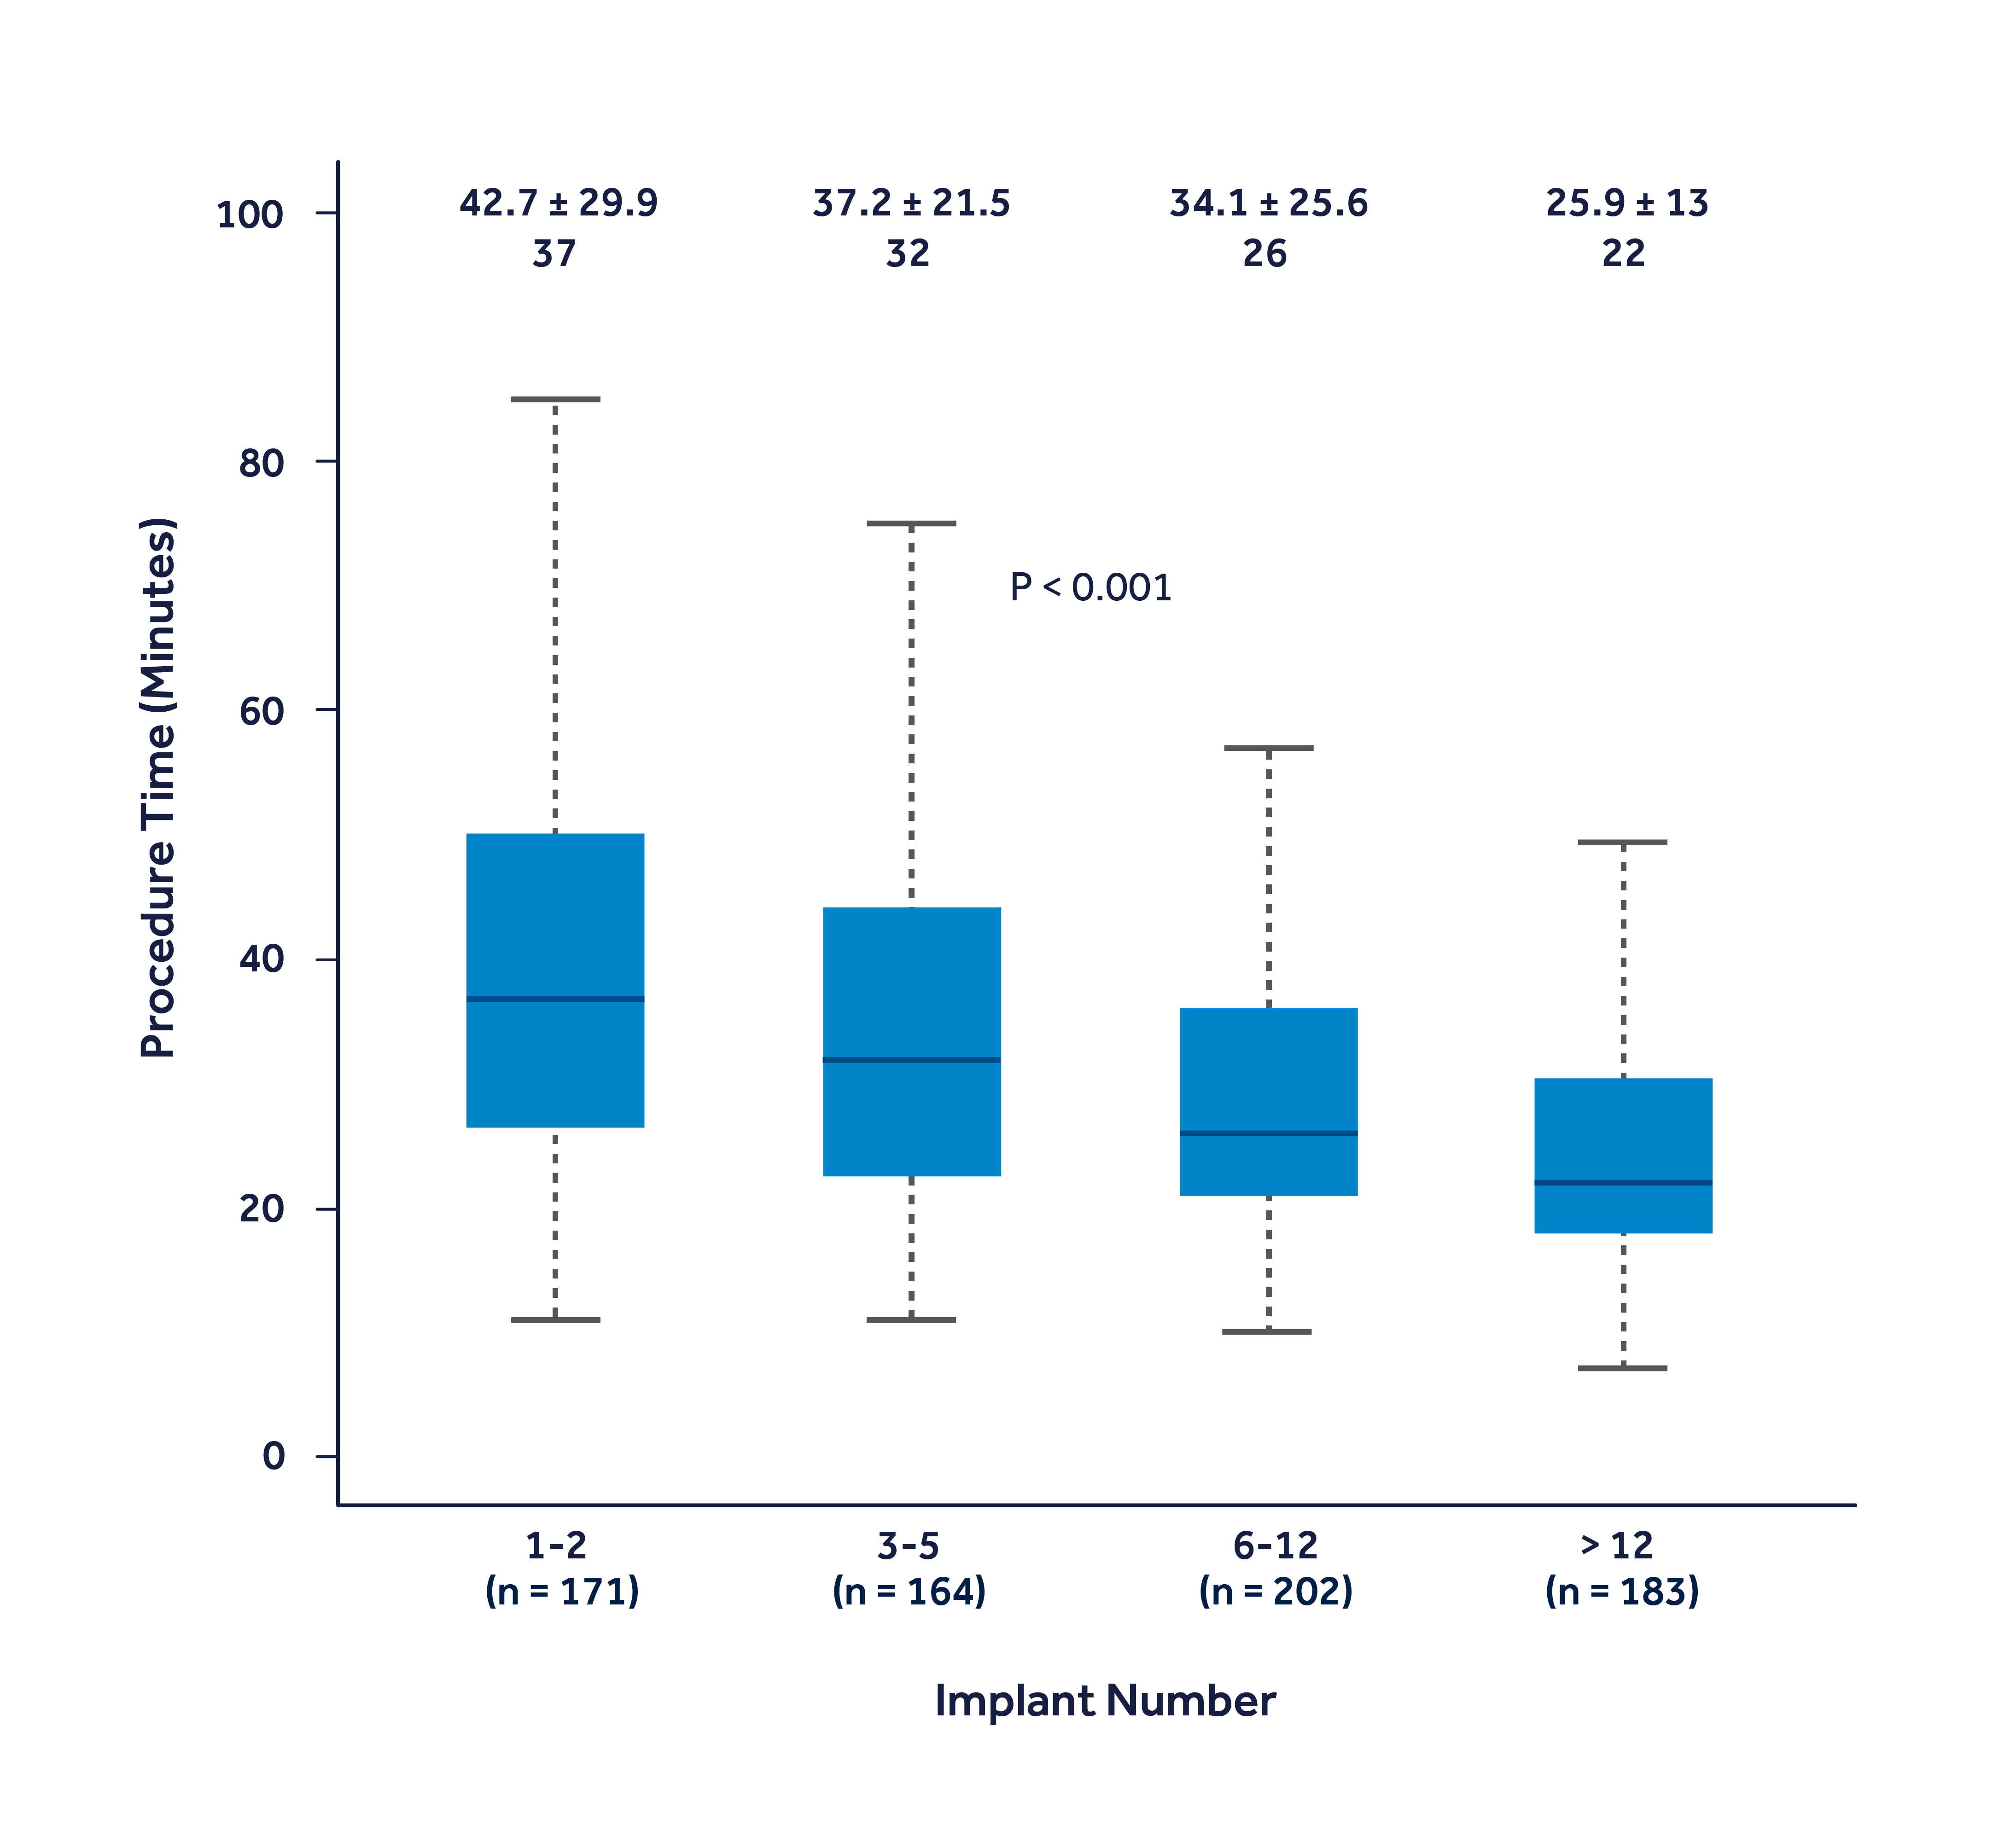 42.7 ± 29.9
37
37.2 ± 21.5
32
34.1 ± 25.6
26
25.9 ± 13
22
100
80
60
40
20
0
Procedure Time (Minutes)
P < 0.001
1-2
(n = 171)
3-5
(n = 164)
6-12
(n = 202)
> 12
(n = 183)
Implant Number